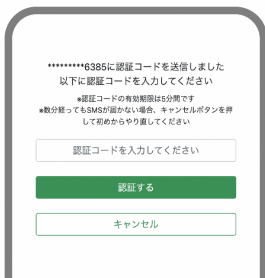 *********6385に認証コードを送信しました
以下に認証コードを入力してください
*認証コードの有効期限は5分間です
*数分経ってもSMSが届かない場合、キャンセルボタンを押
して初めからやり直してください
認証コードを入力してください
認証する
キャンセル